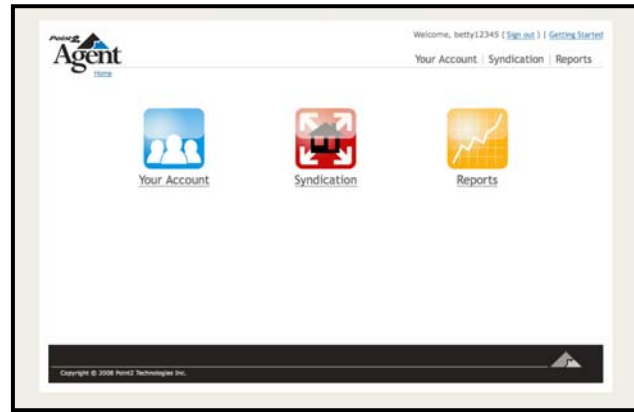 Point2
Agent
Home
Welcome, betty12345 ( Sign out ) | Getting Started
Your Account | Syndication | Reports
Your Account
Syndication
Reports
Copyright © 2008 Point2 Technologies Inc.